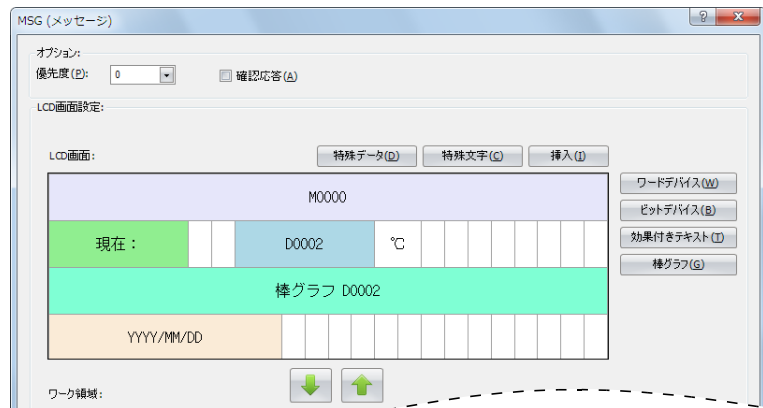 MSG (メッセージ)
オプション:
優先度(P): 0 確認応答(A)
LCD画面設定:
LCD画面: 特殊データ(D) 特殊文字(C) 挿入(I)
ワードデバイス(W)
M0000
ビットデバイス(B)
現在： D0002 ℃
効果付きテキスト(T)
棒グラフ(G)
棒グラフ D0002
YYYY/MM/DD
ワーク領域: